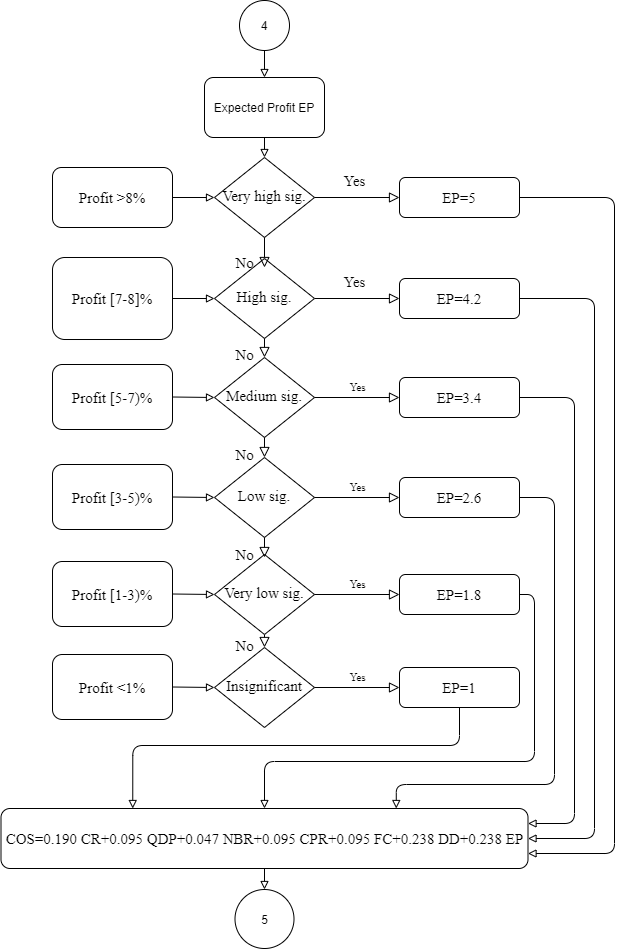 4
Expected Profit EP
Profit >8%
Very high sig.
Yes
EP=5
No
Profit [7-8]%
High sig.
Yes
EP=4.2
No
Profit [5-7)%
Medium sig.
Yes
EP=3.4
No
Profit [3-5)%
Low sig.
Yes
EP=2.6
No
Profit [1-3)%
Very low sig.
Yes
EP=1.8
No
Profit <1%
Insignificant
Yes
EP=1
COS=0.190 CR+0.095 QDP+0.047 NBR+0.095 CPR+0.095 FC+0.238 DD+0.238 EP
5